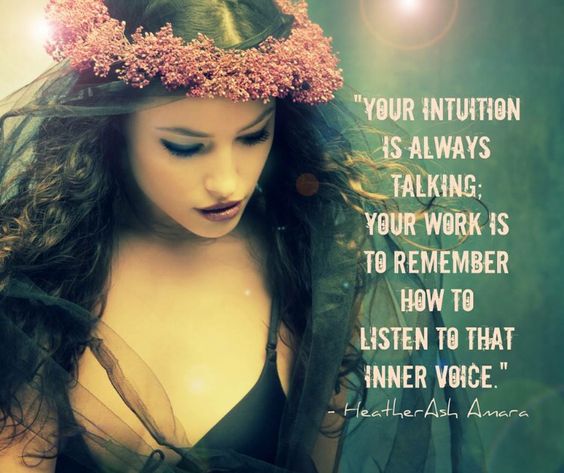 "YOUR INTUITION
IS ALWAYS
TALKING;
YOUR WORK IS
TO REMEMBER
HOW TO
LISTEN TO THAT
INNER VOICE."
- HeatherAsh Amara